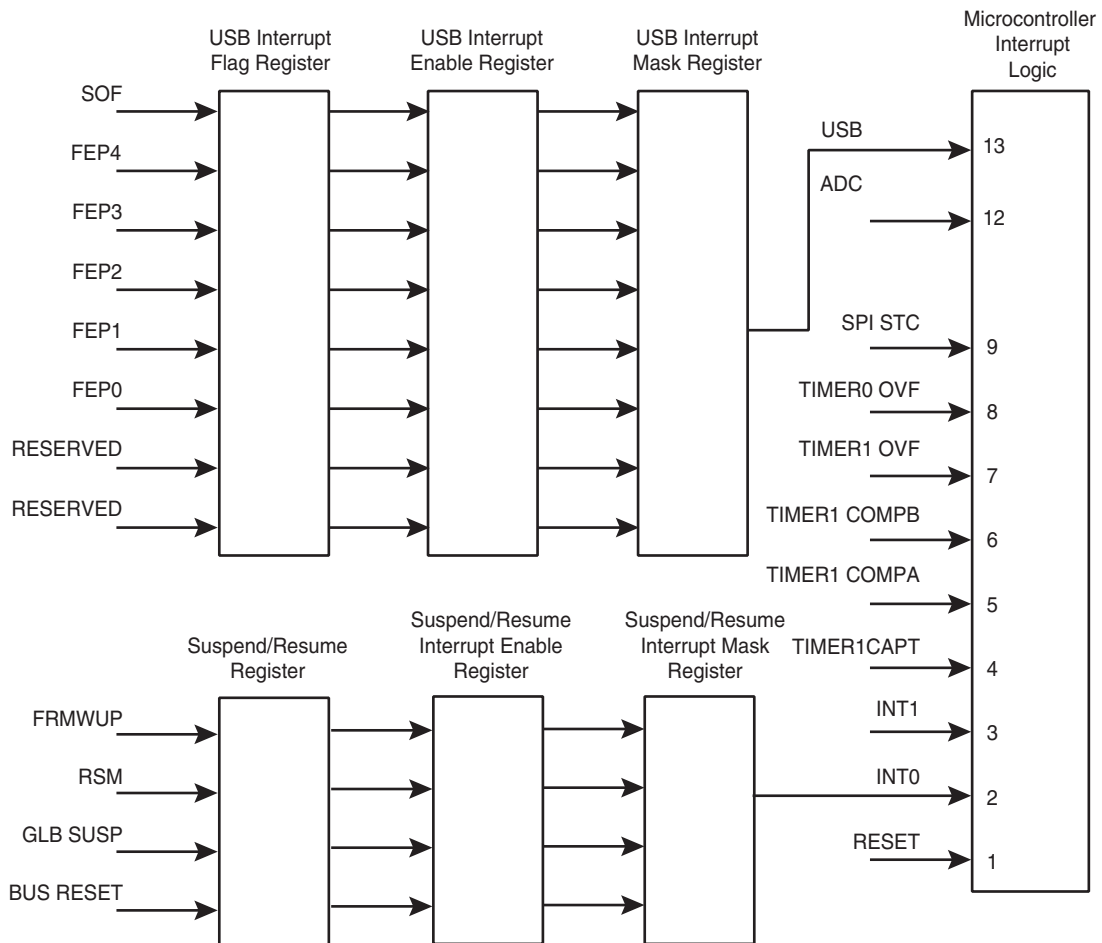 USB Interrupt
Flag Register
USB Interrupt
Enable Register
USB Interrupt
Mask Register
Microcontroller
Interrupt
Logic
SOF
FEP4
FEP3
FEP2
FEP1
FEP0
RESERVED
RESERVED
USB
13
ADC
12
SPI STC
9
TIMER0 OVF
8
TIMER1 OVF
7
TIMER1 COMPB
6
TIMER1 COMPA
5
TIMER1CAPT
4
INT1
3
INT0
2
RESET
1
Suspend/Resume
Register
Suspend/Resume
Interrupt Enable
Register
Suspend/Resume
Interrupt Mask
Register
FRMWUP
RSM
GLB SUSP
BUS RESET